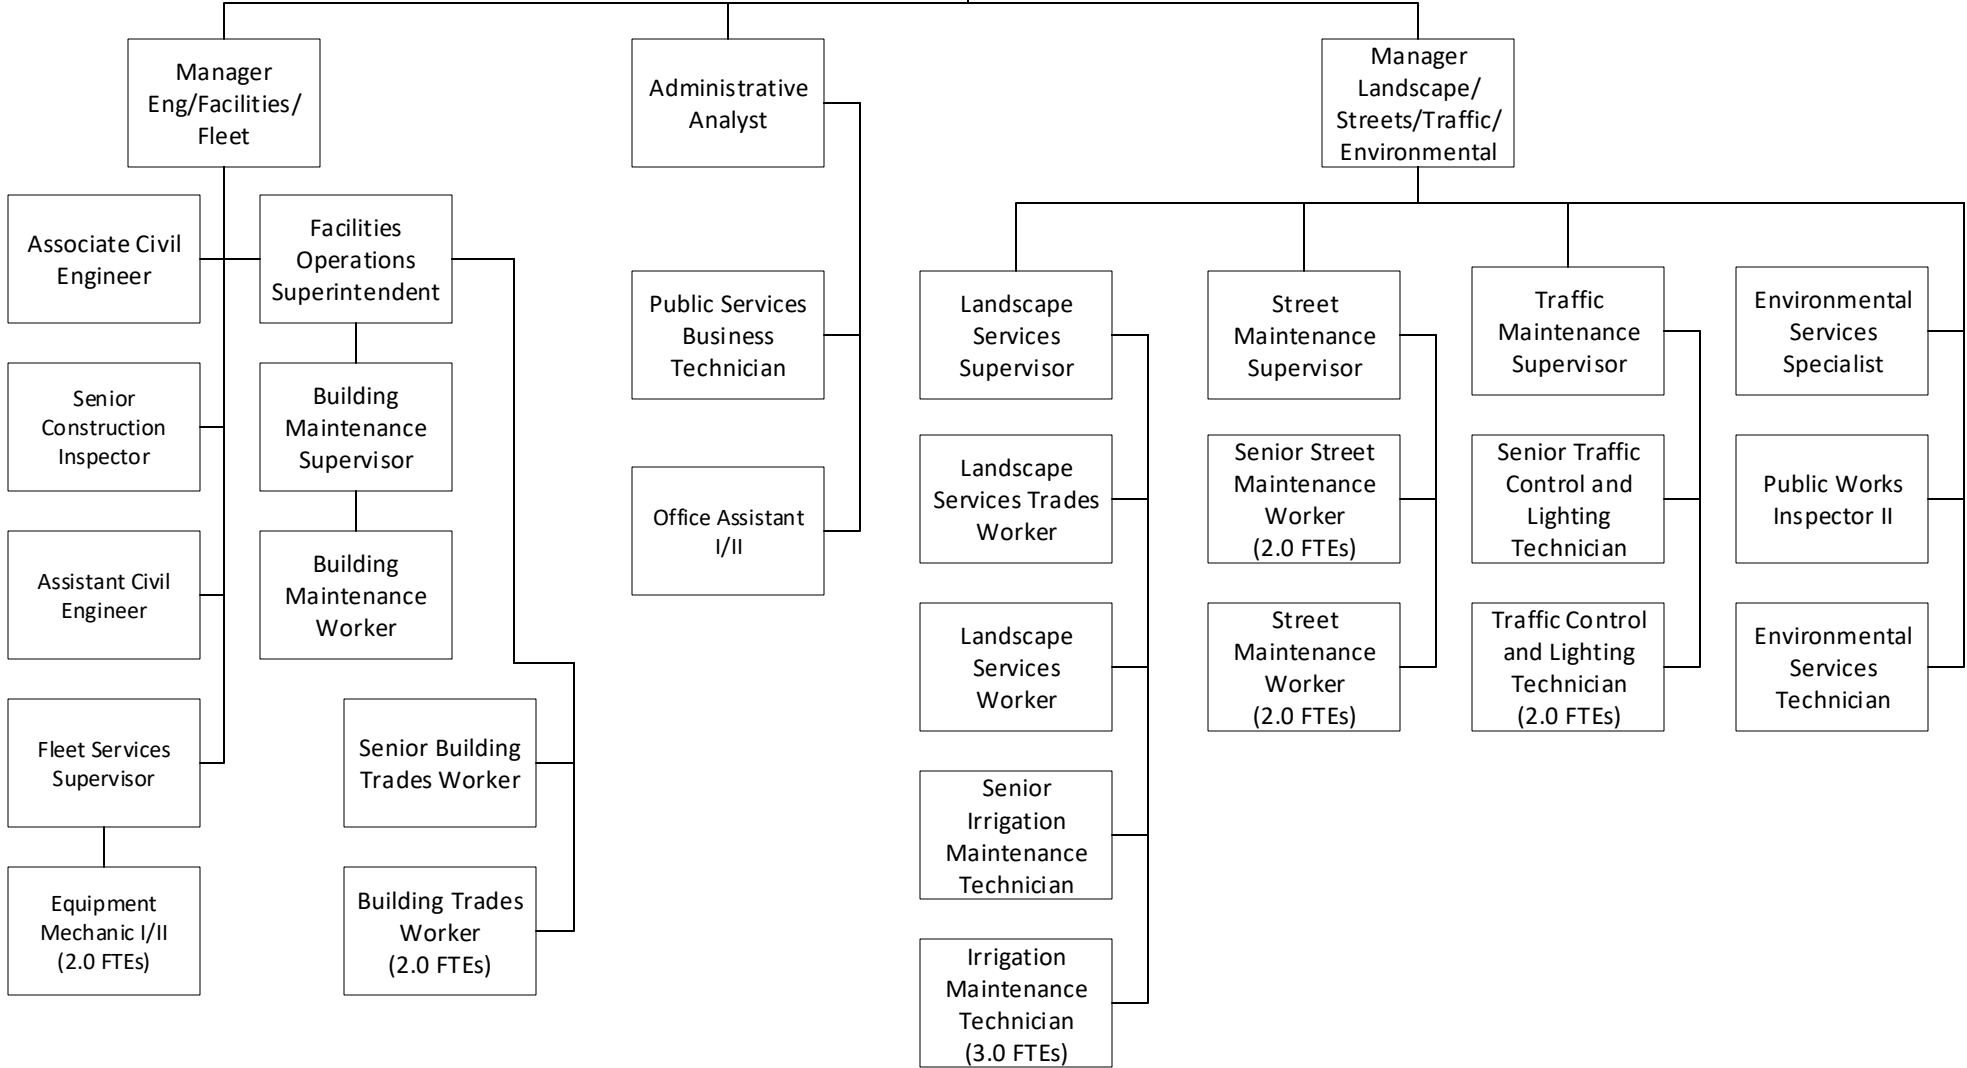 Manager
Eng/Facilities/
Fleet
Administrative
Analyst
Manager
Landscape/
Streets/Traffic/
Environmental
Associate Civil
Engineer
Facilities
Operations
Superintendent
Senior
Construction
Inspector
Building
Maintenance
Supervisor
Assistant Civil
Engineer
Building
Maintenance
Worker
Fleet Services
Supervisor
Senior Building
Trades Worker
Equipment
Mechanic I/II
(2.0 FTEs)
Building Trades
Worker
(2.0 FTEs)
Public Services
Business
Technician
Office Assistant
I/II
Landscape
Services
Supervisor
Landscape
Services Trades
Worker
Landscape
Services
Worker
Senior
Irrigation
Maintenance
Technician
Irrigation
Maintenance
Technician
(3.0 FTEs)
Street
Maintenance
Supervisor
Senior Street
Maintenance
Worker
(2.0 FTEs)
Street
Maintenance
Worker
(2.0 FTEs)
Traffic
Maintenance
Supervisor
Senior Traffic
Control and
Lighting
Technician
Traffic Control
and Lighting
Technician
(2.0 FTEs)
Environmental
Services
Specialist
Public Works
Inspector II
Environmental
Services
Technician